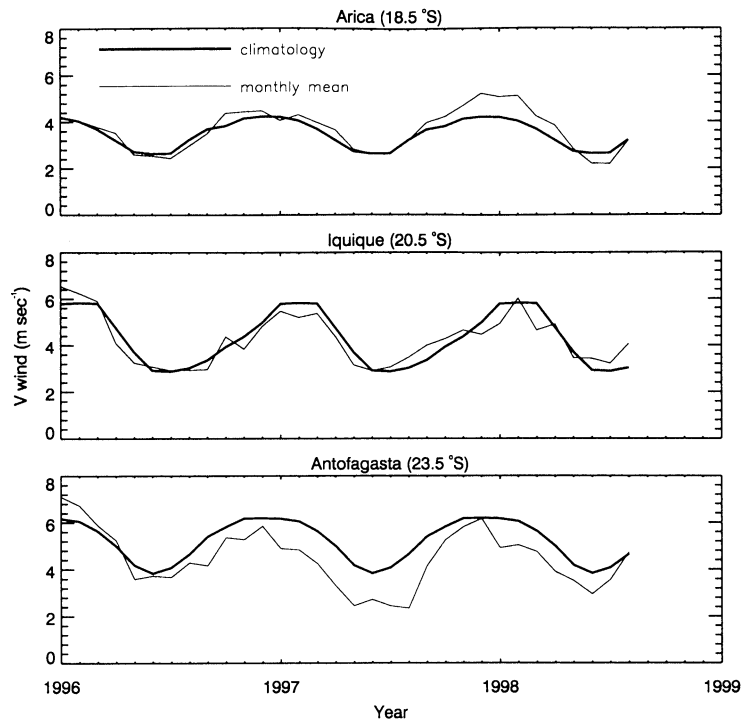 Arica (18.5 °S)
8
climatology
6
monthly mean
4
2
0
Iquique (20.5 °S)
8
6
4
2
0
V wind (m sec⁻¹)
Antofagasta (23.5 °S)
8
6
4
2
0
1996 1997 1998 1999
Year